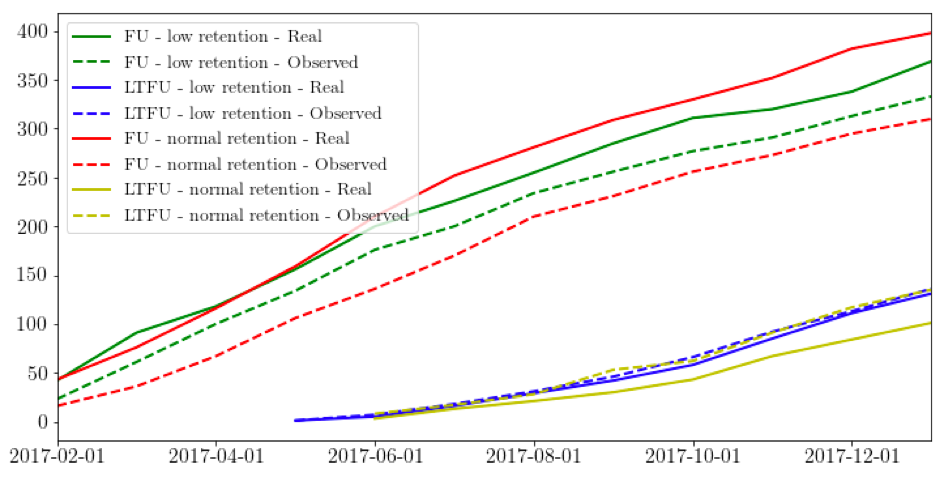 400
350
300
250
200
150
100
50
0
FU - low retention - Real
FU - low retention - Observed
LTFU - low retention - Real
LTFU - low retention - Observed
FU - normal retention - Real
FU - normal retention - Observed
LTFU - normal retention - Real
LTFU - normal retention - Observed
2017-02-01 2017-04-01 2017-06-01 2017-08-01 2017-10-01 2017-12-01